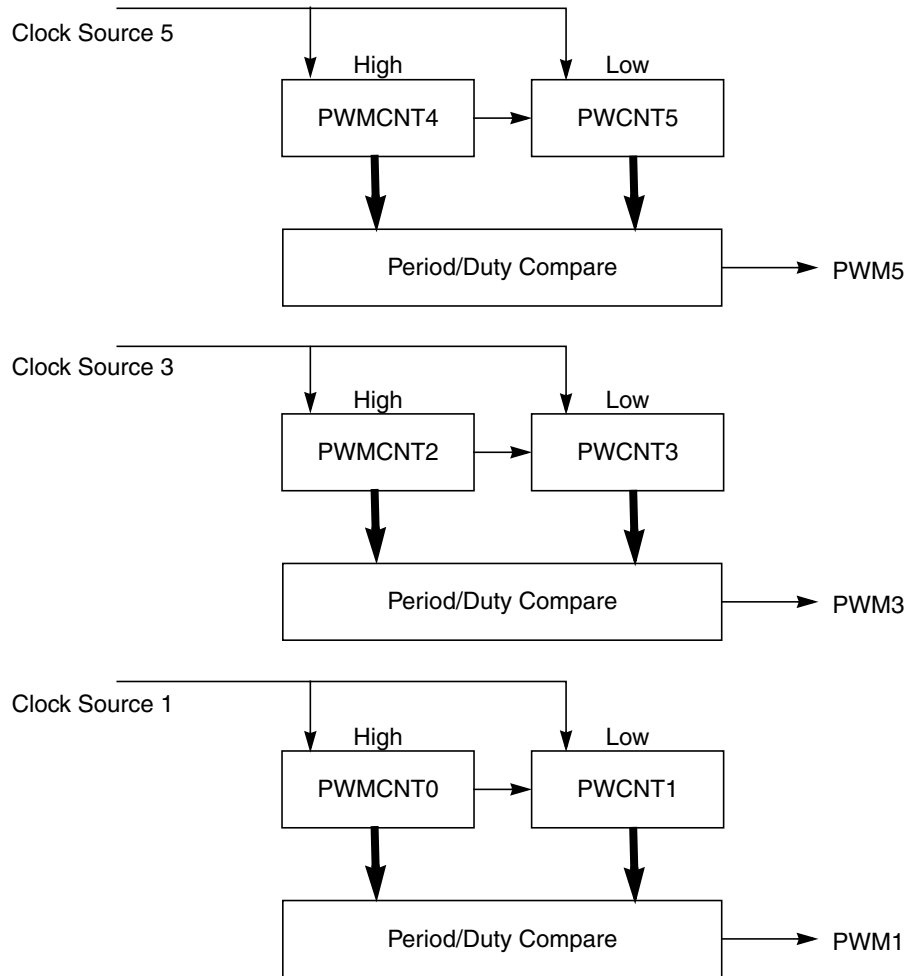 Clock Source 5
High Low
PWMCNT4 PWCNT5
Period/Duty Compare PWM5
Clock Source 3
High Low
PWMCNT2 PWCNT3
Period/Duty Compare PWM3
Clock Source 1
High Low
PWMCNT0 PWCNT1
Period/Duty Compare PWM1